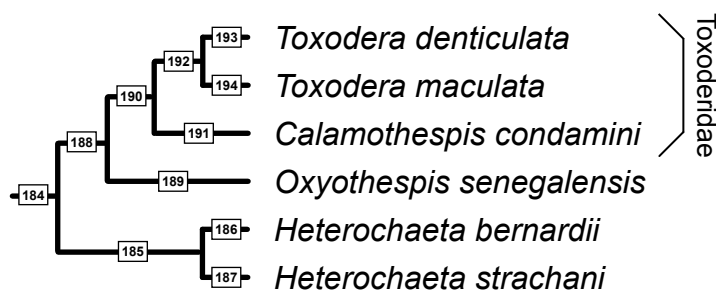 193 Toxodera denticulata
192
194 Toxodera maculata
190
191 Calamothespis condamini
188
189 Oxyothespis senegalensis
184
186 Heterochaeta bernardii
185
187 Heterochaeta strachani
Toxoderidae